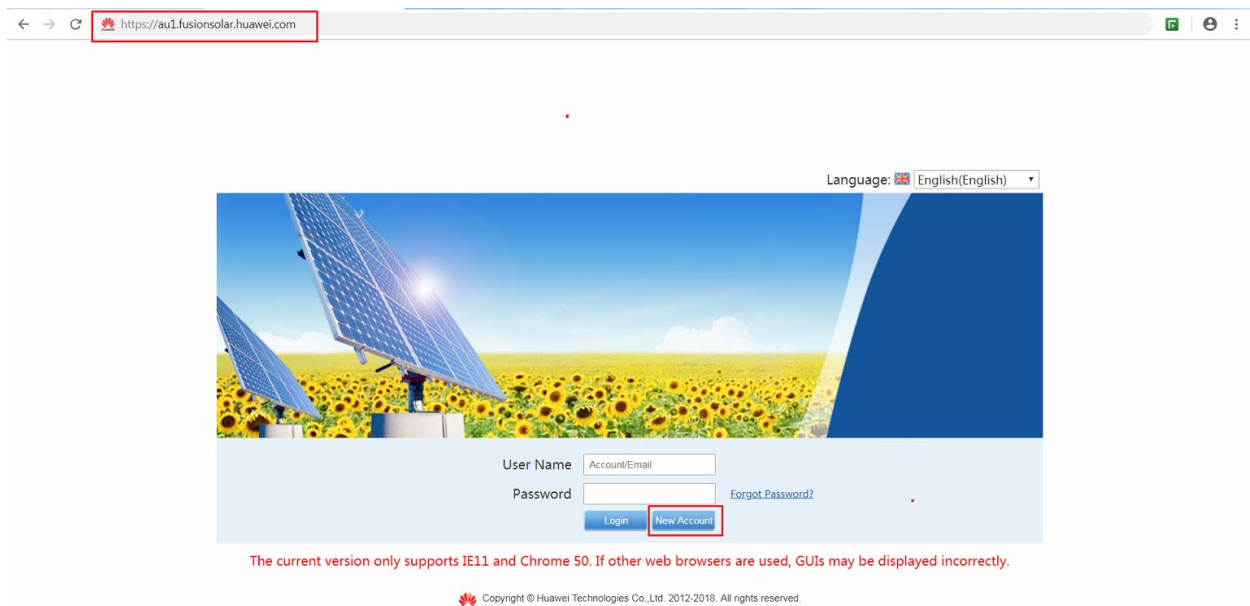 https://au1.fusionsolar.huawei.com
Language: English(English)
User Name Account/Email
Password Forgot Password?
Login New Account
The current version only supports IE11 and Chrome 50. If other web browsers are used, GUIs may be displayed incorrectly.
Copyright © Huawei Technologies Co.,Ltd. 2012-2018. All rights reserved.